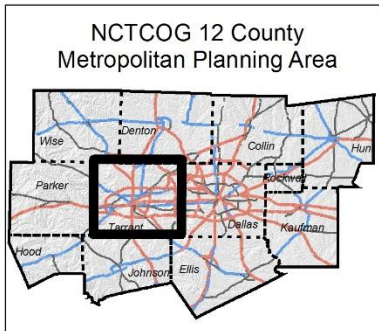 NCTCOG 12 County
Metropolitan Planning Area
Wise
Denton
Collin
Hun
Parker
Rockwall
Tarrant
Dallas
Kaufman
Hood
Johnson
Ellis